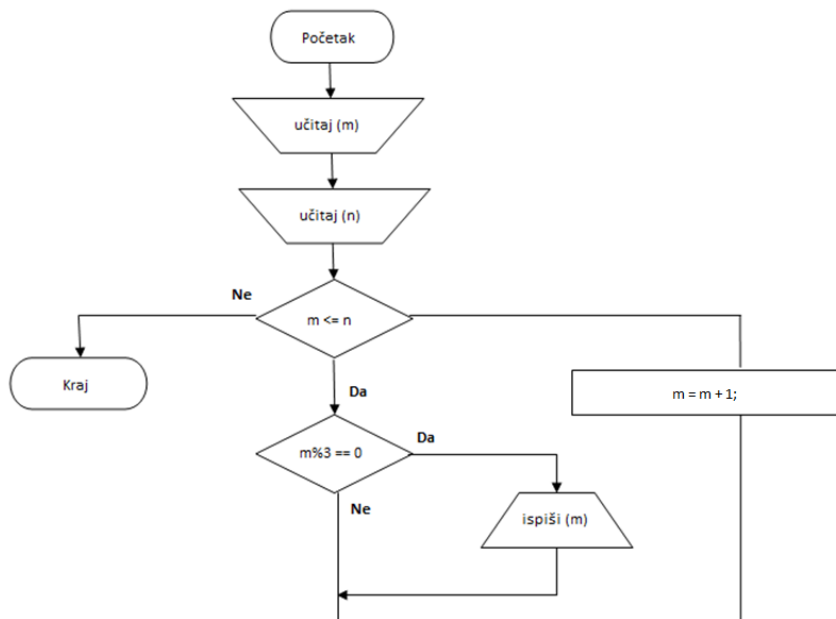 Početak
učitaj (m)
učitaj (n)
Ne
m <= n
Kraj
Da
m = m + 1;
m%3 == 0
Da
Ne
ispiši (m)